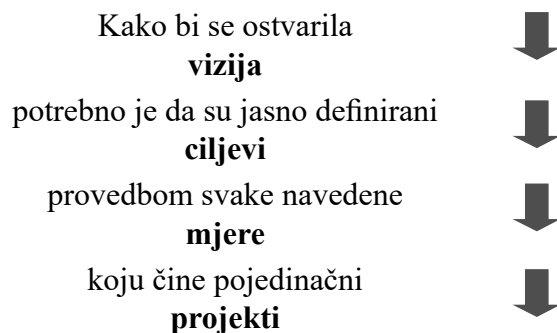 Kako bi se ostvarila
vizija
potrebno je da su jasno definirani
ciljevi
provedbom svake navedene
mjere
koju čine pojedinačni
projekti